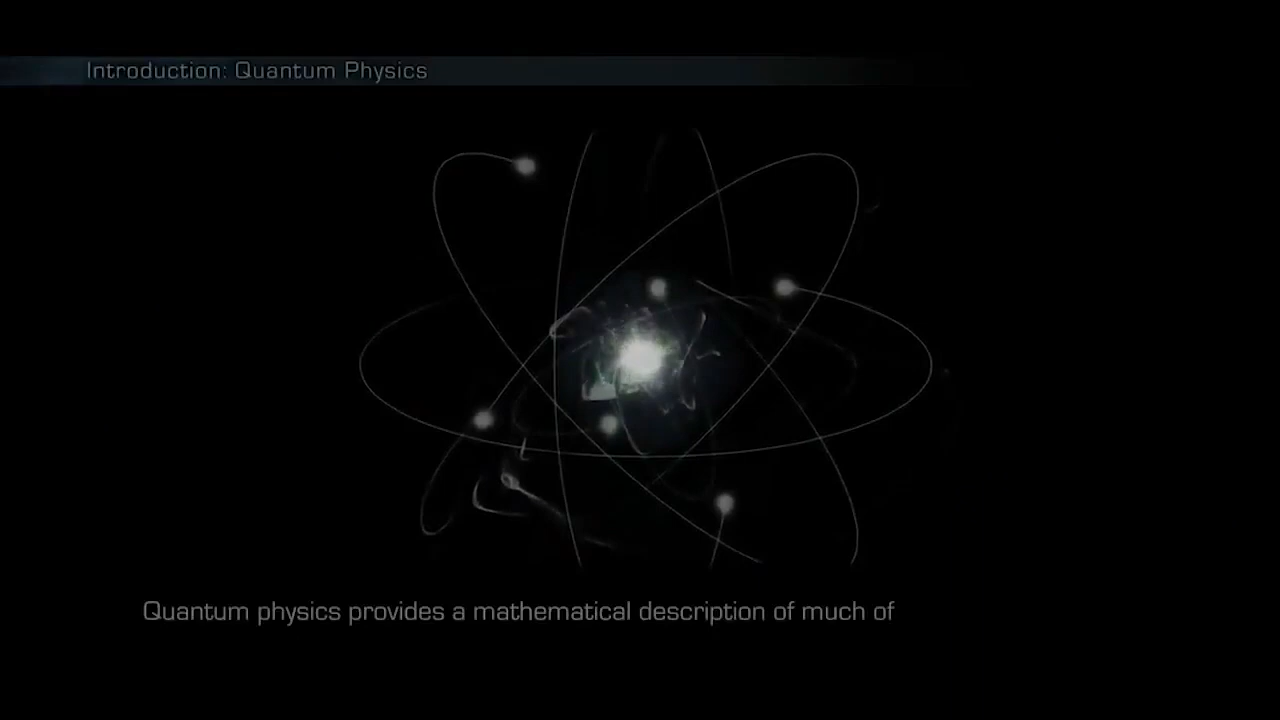 Introduction: Quantum Physics
Quantum physics provides a mathematical description of much of